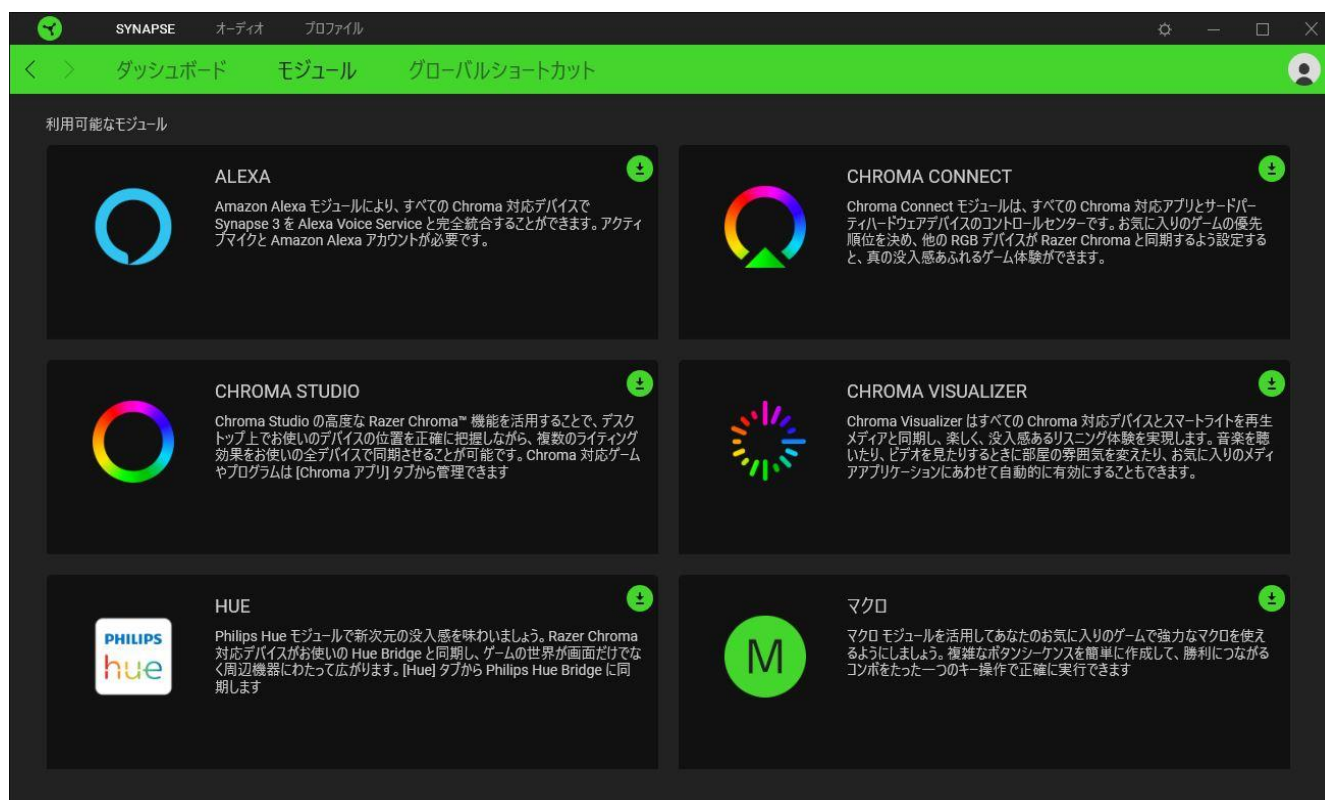 SYNAPSE オーディオ プロファイル
ダッシュボード モジュール グローバルショートカット
利用可能なモジュール
ALEXA
Amazon Alexa モジュールにより、すべての Chroma 対応デバイスで
Synapse 3 を Alexa Voice Service と完全統合することができます。アクティ
ブマイクと Amazon Alexa アカウントが必要です。
CHROMA CONNECT
Chroma Connect モジュールは、すべての Chroma 対応アプリとサードパー
ティハードウェアデバイスのコントロールセンターです。お気に入りのゲームの優先
順位を決め、他の RGB デバイスが Razer Chroma と同期するよう設定する
と、真の没入感あふれるゲーム体験ができます。
CHROMA STUDIO
Chroma Studio の高度な Razer Chroma™ 機能を活用することで、デスク
トップ上でお使いのデバイスの位置を正確に把握しながら、複数のライティング
効果をお使いの全デバイスで同期させることが可能です。Chroma 対応ゲーム
やプログラムは [Chroma アプリ] タブから管理できます
CHROMA VISUALIZER
Chroma Visualizer はすべての Chroma 対応デバイスとスマートライトを再生
メディアと同期し、楽しく、没入感あるリスニング体験を実現します。音楽を聴
いたり、ビデオを見たりするときに部屋の雰囲気を変えたり、お気に入りのメディ
アアプリケーションにあわせて自動的に有効にすることもできます。
PHILIPS
hue
HUE
Philips Hue モジュールで新次元の没入感を味わいましょう。Razer Chroma
対応デバイスがお使いの Hue Bridge と同期し、ゲームの世界が画面だけでな
く周辺機器にわたって広がります。[Hue] タブから Philips Hue Bridge に同
期します
M
マクロ
マクロ モジュールを活用してあなたのお気に入りのゲームで強力なマクロを使え
るようにしましょう。複雑なボタンシーケンスを簡単に作成して、勝利につながる
コンボをたった一つのキー操作で正確に実行できます